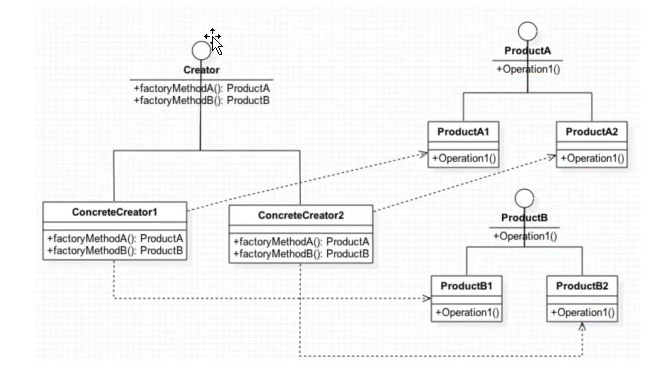 Creator
+factoryMethodA(): ProductA
+factoryMethodB(): ProductB
ProductA
+Operation1()
ProductA1
+Operation1()
ProductA2
+Operation1()
ConcreteCreator1
+factoryMethodA(): ProductA
+factoryMethodB(): ProductB
ConcreteCreator2
+factoryMethodA(): ProductA
+factoryMethodB(): ProductB
ProductB
+Operation1()
ProductB1
+Operation1()
ProductB2
+Operation1()